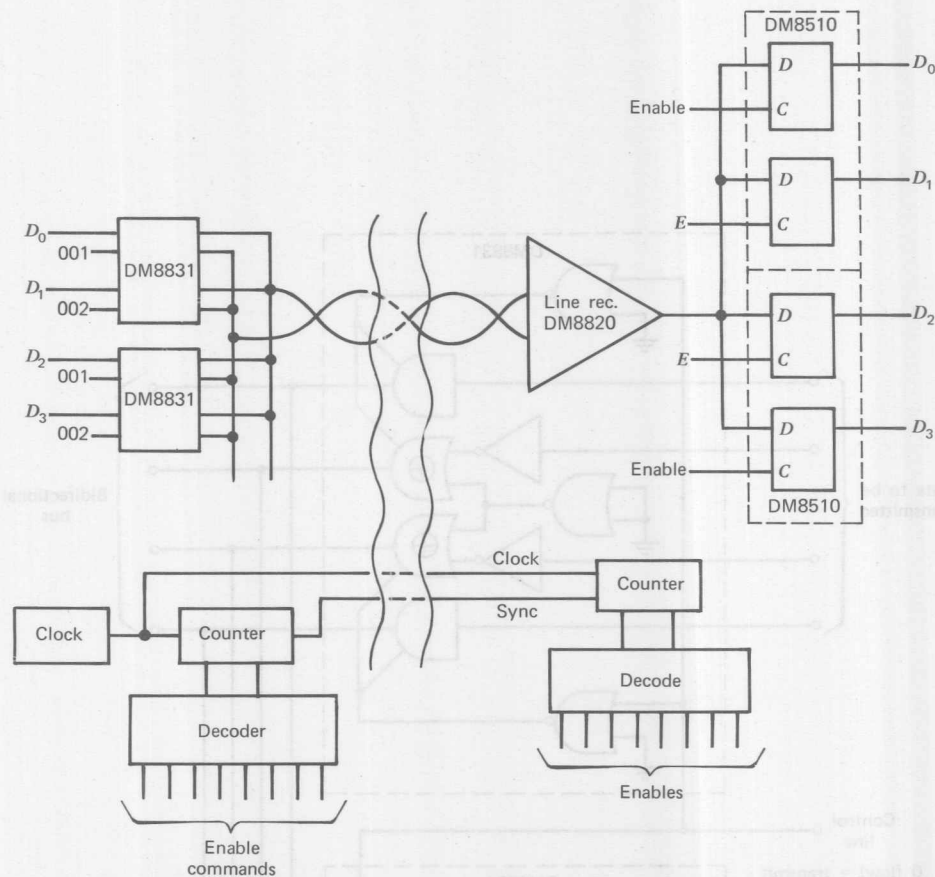 DM8510
D
D0
Enable
C
D
D1
E
C
D0
001
DM8831
D1
002
D2
001
DM8831
D3
002
Line rec.
DM8820
D
D2
E
C
D
D3
Enable
C
DM8510
Clock
Sync
Counter
Clock
Counter
Decode
Decoder
Enables
Enable
commands